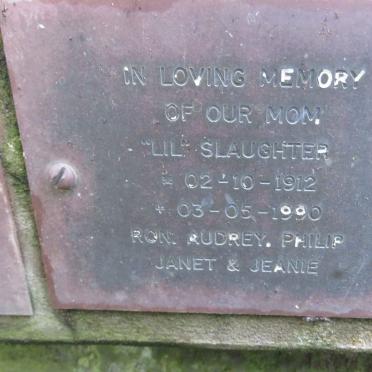 IN LOVING MEMORY
OF OUR MOM
"LIL" SLAUGHTER
* 02-10-1912
+ 03-05-1990
RON. AUDREY. PHILIP
JANET & JEANIE